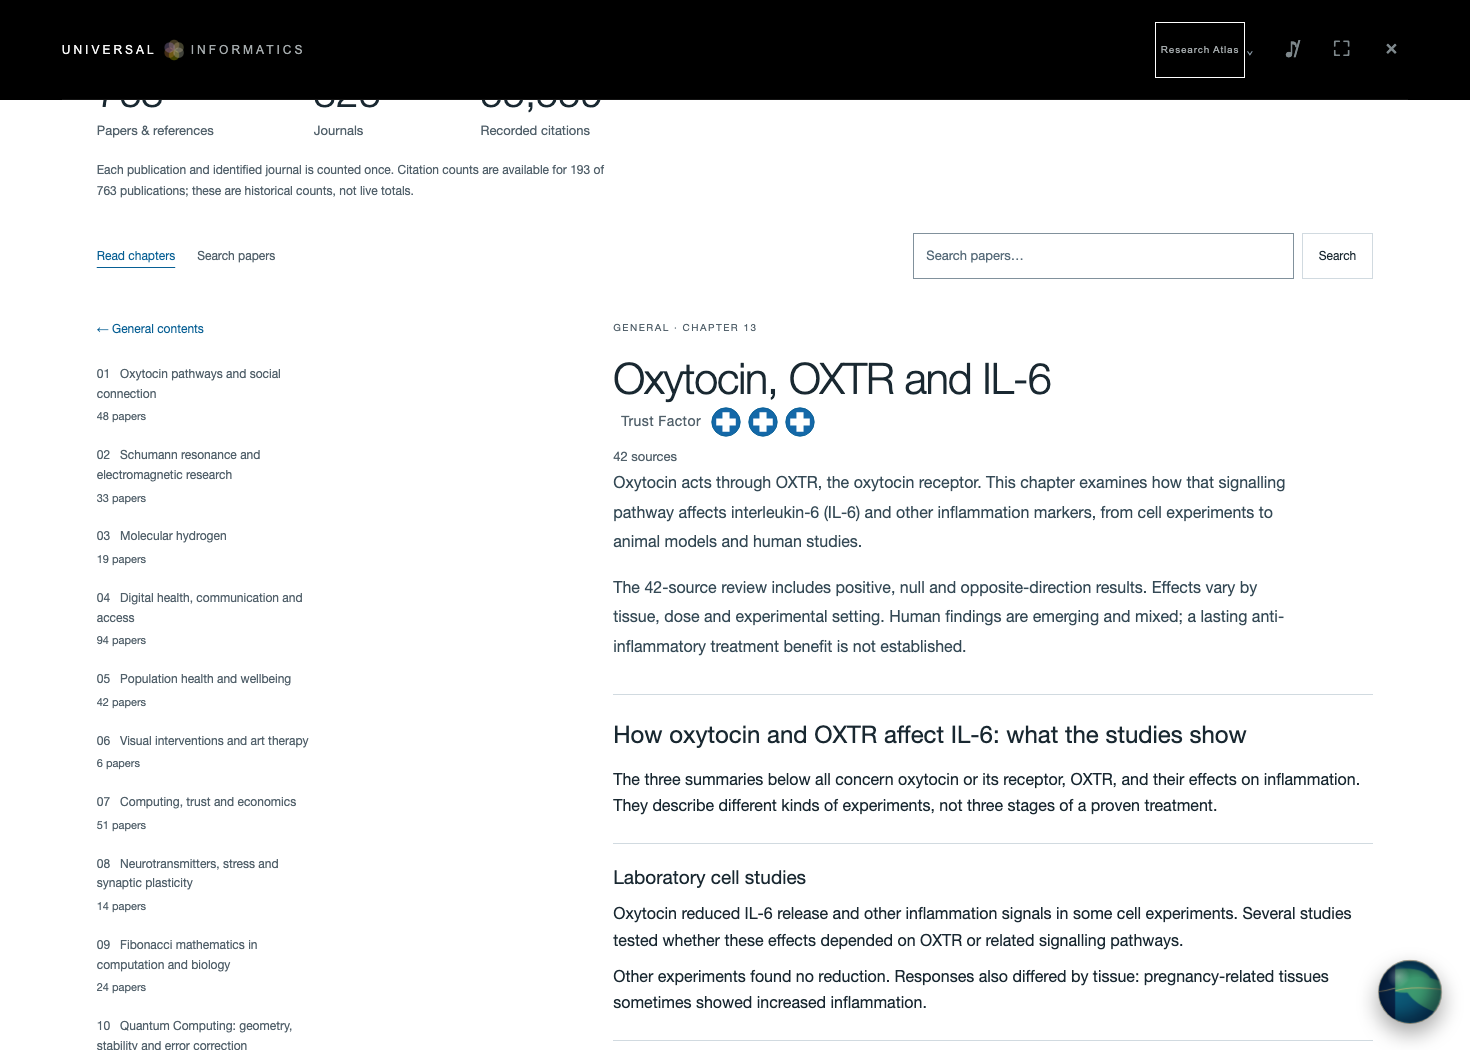 UNIVERSAL INFORMATICS
Research Atlas
Papers & references
Journals
Recorded citations
Each publication and identified journal is counted once. Citation counts are available for 193 of
763 publications; these are historical counts, not live totals.
Read chapters
Search papers
Search papers...
Search
← General contents
01 Oxytocin pathways and social
connection
48 papers
02 Schumann resonance and
electromagnetic research
33 papers
03 Molecular hydrogen
19 papers
04 Digital health, communication and
access
94 papers
05 Population health and wellbeing
42 papers
06 Visual interventions and art therapy
6 papers
07 Computing, trust and economics
51 papers
08 Neurotransmitters, stress and
synaptic plasticity
14 papers
09 Fibonacci mathematics in
computation and biology
24 papers
10 Quantum Computing: geometry,
stability and error correction
GENERAL · CHAPTER 13
Oxytocin, OXTR and IL-6
Trust Factor
42 sources
Oxytocin acts through OXTR, the oxytocin receptor. This chapter examines how that signalling
pathway affects interleukin-6 (IL-6) and other inflammation markers, from cell experiments to
animal models and human studies.
The 42-source review includes positive, null and opposite-direction results. Effects vary by
tissue, dose and experimental setting. Human findings are emerging and mixed; a lasting anti-
inflammatory treatment benefit is not established.
How oxytocin and OXTR affect IL-6: what the studies show
The three summaries below all concern oxytocin or its receptor, OXTR, and their effects on inflammation.
They describe different kinds of experiments, not three stages of a proven treatment.
Laboratory cell studies
Oxytocin reduced IL-6 release and other inflammation signals in some cell experiments. Several studies
tested whether these effects depended on OXTR or related signalling pathways.
Other experiments found no reduction. Responses also differed by tissue: pregnancy-related tissues
sometimes showed increased inflammation.